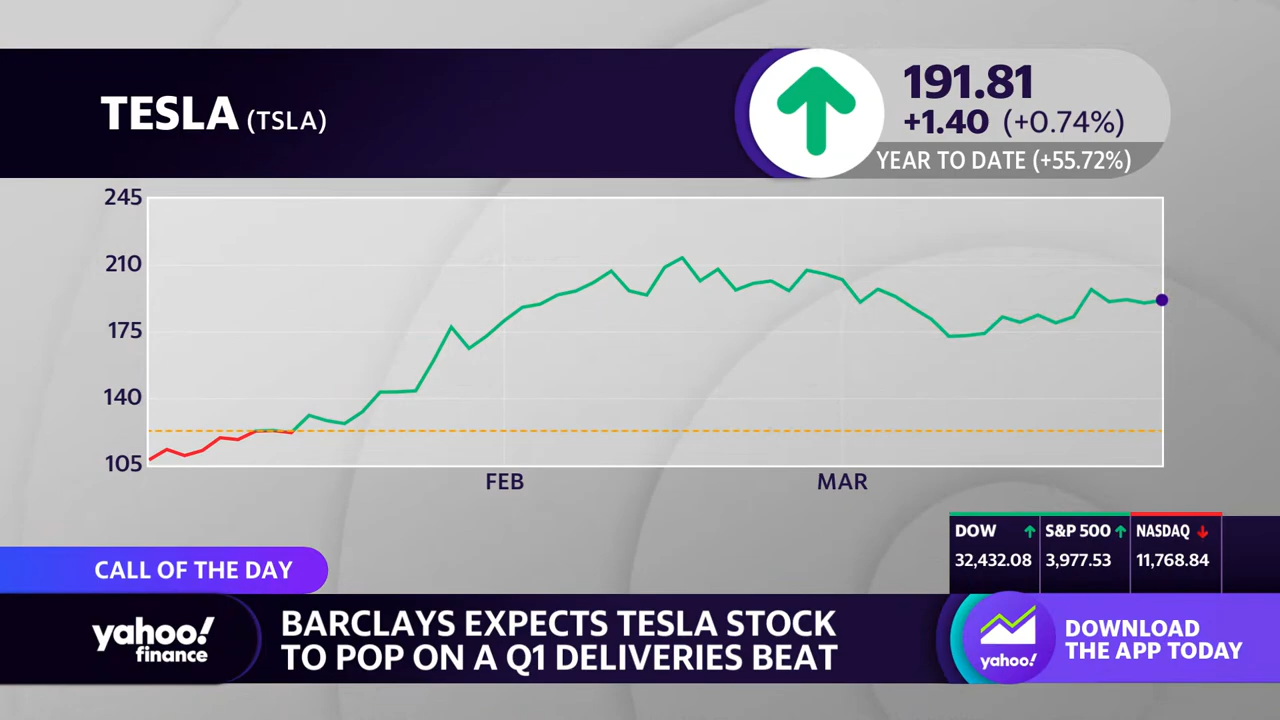 TESLA (TSLA)
191.81
+1.40 (+0.74%)
YEAR TO DATE (+55.72%)
245
210
175
140
105
FEB MAR
DOW S&P 500 NASDAQ
32,432.08 3,977.53 11,768.84
CALL OF THE DAY
yahoo!
finance
BARCLAYS EXPECTS TESLA STOCK
TO POP ON A Q1 DELIVERIES BEAT
yahoo!
DOWNLOAD
THE APP TODAY